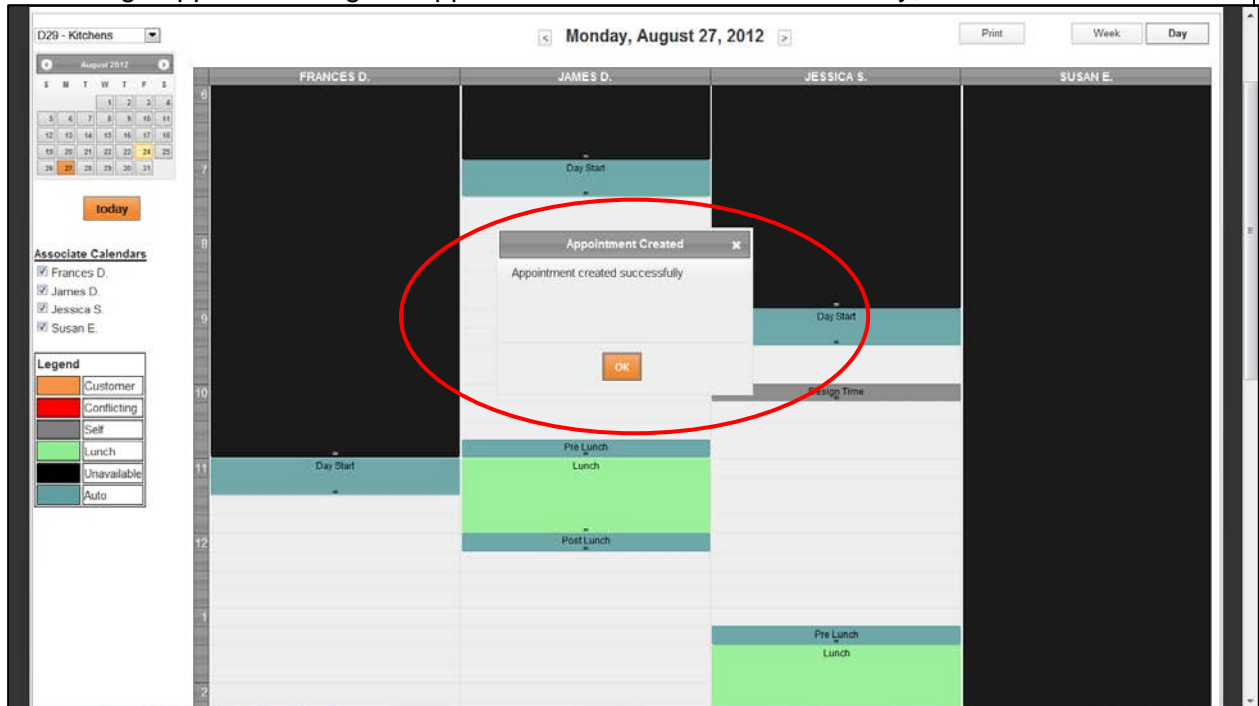 D29 - Kitchens
< Monday, August 27, 2012 >
Print Week Day
August 2012
S M T W T F S
1 2 3 4
5 6 7 8 9 10 11
12 13 14 15 16 17 18
19 20 21 22 23 24 25
26 27 28 29 30 31
today
Associate Calendars
Frances D.
James D.
Jessica S.
Susan E.
Legend
Customer
Conflicting
Self
Lunch
Unavailable
Auto
FRANCES D. JAMES D. JESSICA S. SUSAN E.
6
7
Day Start
8
Appointment Created
Appointment created successfully
OK
9
Day Start
10
Design Time
Pre Lunch
11
Day Start
Lunch
12
Post Lunch
1
Pre Lunch
Lunch
2